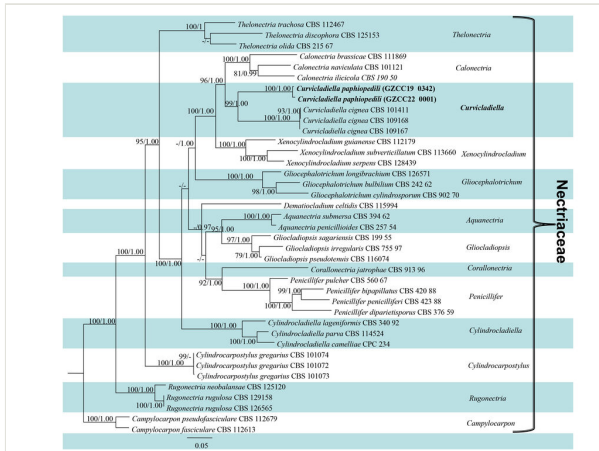 Thelonectria trachosa CBS 112467
100/1
Thelonectria discophora CBS 125153
Thelonectria
-/-
Thelonectria olida CBS 215 67
Calonectria brassicae CBS 111869
100/1.00
Calonectria naviculata CBS 101121
Calonectria
81/0.99
Calonectria ilicicola CBS 190 50
96/1.00
100/1.00
Curvicladiella paphiopedili (GZCC19_0342)
Curvicladiella paphiopedili (GZCC22_0001)
99/1.00
93/1.00
Curvicladiella cignea CBS 101411
Curvicladiella
100/1.00
Curvicladiella cignea CBS 109168
Curvicladiella cignea CBS 109167
95/1.00
-/1.00
Xenocylindrocladium guianense CBS 112179
100/1.00
Xenocylindrocladium subverticillatum CBS 113660
Xenocylindrocladium
100/1.00
Xenocylindrocladium serpens CBS 128439
Gliocephalotrichum longibrachium CBS 126571
100/1.00
Gliocephalotrichum bulbilium CBS 242 62
Gliocephalotrichum
98/1.00
Gliocephalotrichum cylindrosporum CBS 902 70
Dematiocladium celtidis CBS 115994
Aquanectria submersa CBS 394 62
Aquanectria
-/0.97
95/1.00
100/1.00
Aquanectria penicillioides CBS 257 54
Gliocladiopsis sagariensis CBS 199 55
97/1.00
Gliocladiopsis irregularis CBS 755 97
Gliocladiopsis
100/1.00
-/-
79/1.00
Gliocladiopsis pseudotenuis CBS 116074
100/1.00
Corallonectria jatrophae CBS 913 96
Corallonectria
92/1.00
Penicillifer pulcher CBS 560 67
99/1.00
Penicillifer bipapillatus CBS 420 88
Penicillifer
100/1.00
Penicillifer penicilliferi CBS 423 88
Penicillifer diparietisporus CBS 376 59
100/1.00
Cylindrocladiella lageniformis CBS 340 92
100/1.00
Cylindrocladiella parva CBS 114524
Cylindrocladiella
100/1.00
Cylindrocladiella camelliae CPC 234
99/-
Cylindrocarpostylus gregarius CBS 101074
Cylindrocarpostylus gregarius CBS 101072
Cylindrocarpostylus
Cylindrocarpostylus gregarius CBS 101073
Rugonectria neobalansae CBS 125120
100/1.00
Rugonectria rugulosa CBS 129158
Rugonectria
100/1.00
Rugonectria rugulosa CBS 126565
100/1.00
Campylocarpon pseudofasciculare CBS 112679
Campylocarpon
Campylocarpon fasciculare CBS 112613
0.05
Nectriaceae